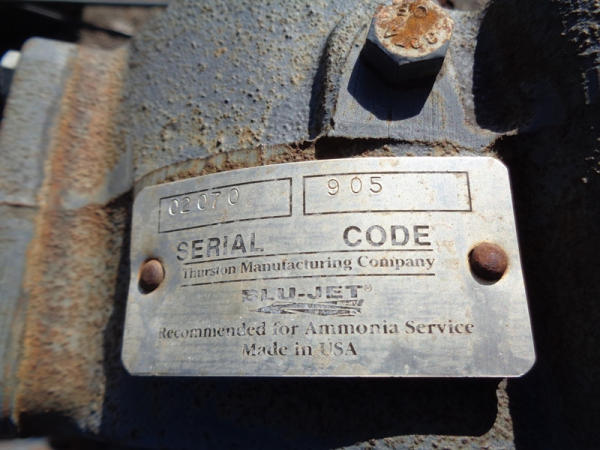 02070 905
SERIAL CODE
Thurston Manufacturing Company
BLU-JET®
Recommended for Ammonia Service
Made in USA